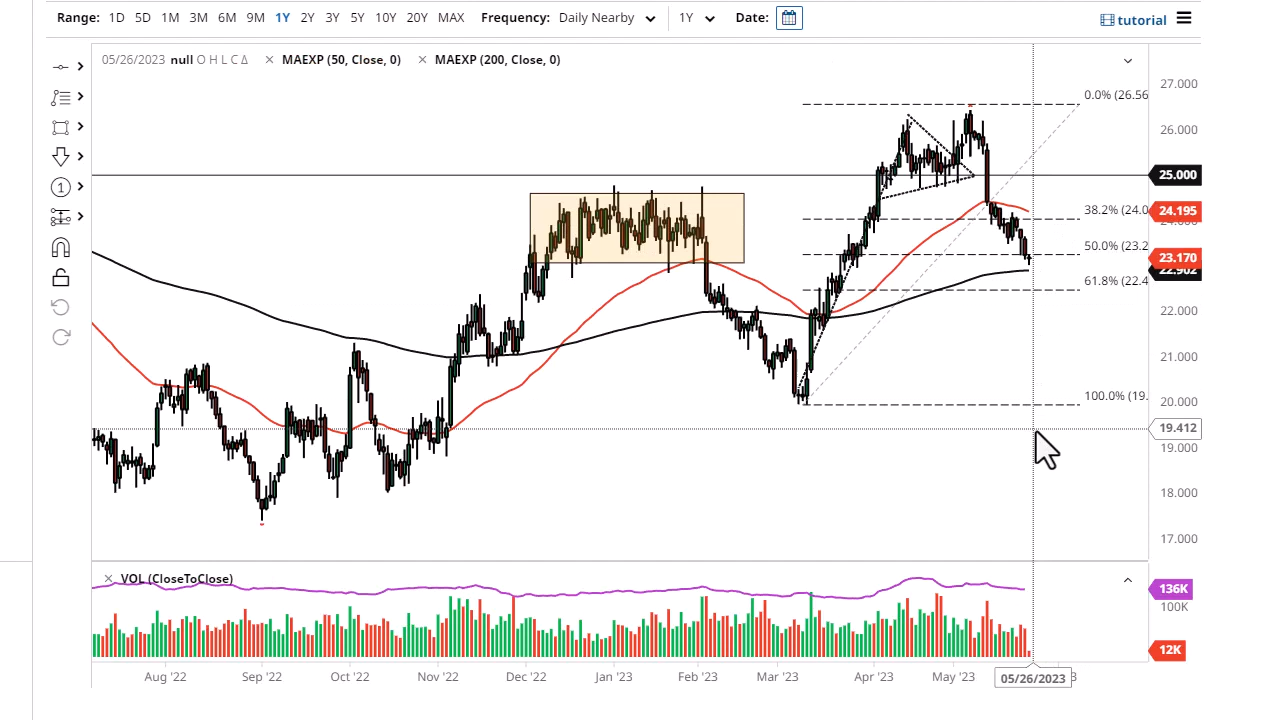 Range: 1D 5D 1M 3M 6M 9M 1Y 2Y 3Y 5Y 10Y 20Y MAX Frequency: Daily Nearby 1Y Date: tutorial
05/26/2023 null O H L C Δ × MAEXP (50, Close, 0) × MAEXP (200, Close, 0)
27.000
0.0% (26.56
26.000
25.000
38.2% (24.0
24.195
24.000
50.0% (23.2
23.170
22.902
61.8% (22.4
22.000
21.000
100.0% (19.
20.000
19.412
19.000
1
18.000
17.000
× VOL (CloseToClose)
136K
100K
12K
Aug '22 Sep '22 Oct '22 Nov '22 Dec '22 Jan '23 Feb '23 Mar '23 Apr '23 May '23 05/26/2023 3